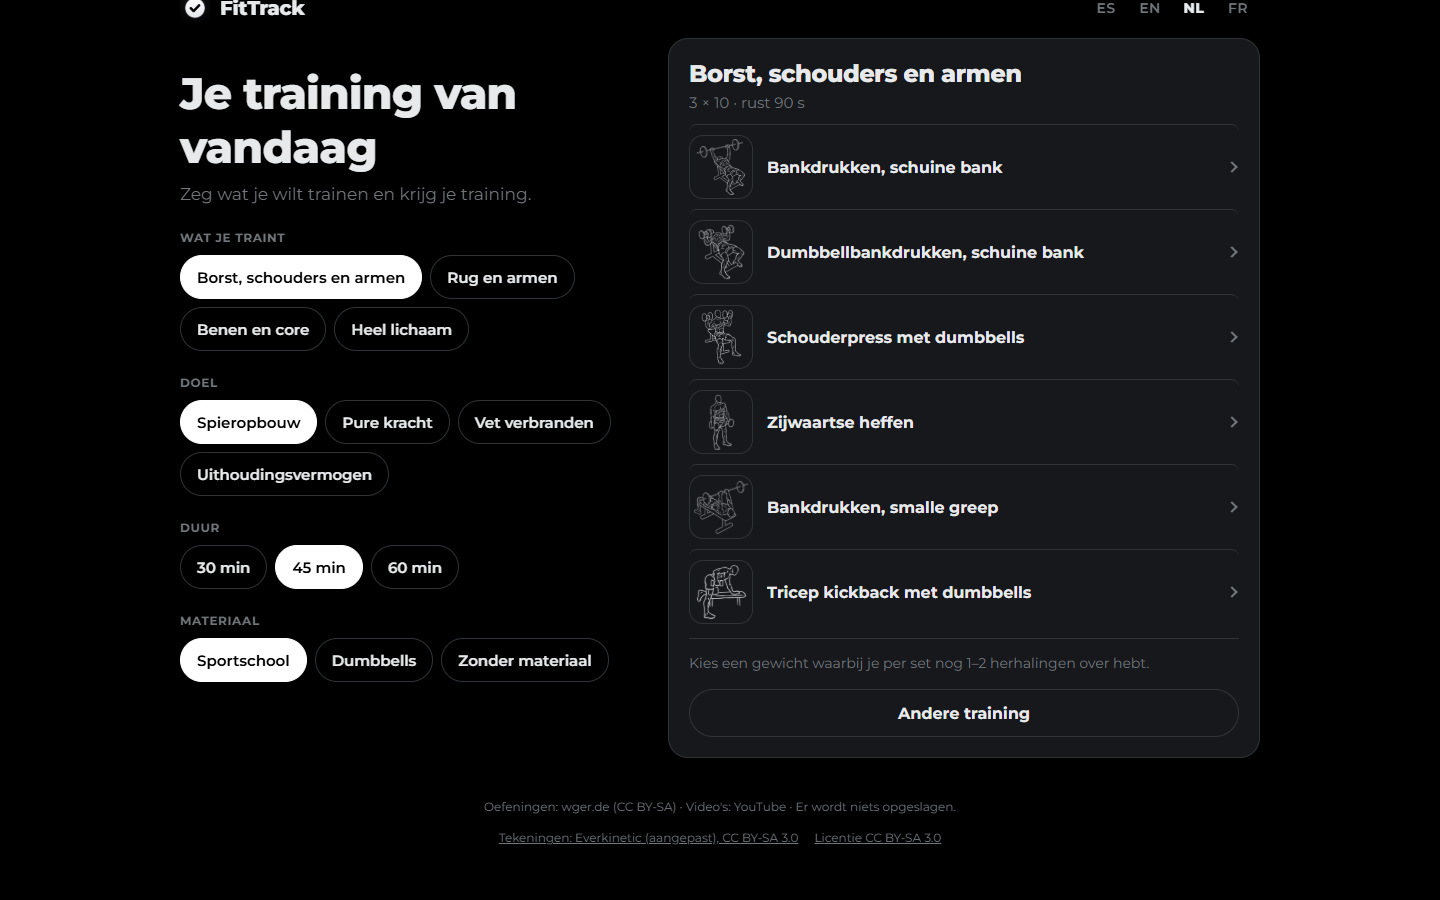 FitTrack
ES EN NL FR
Je training van
vandaag
Zeg wat je wilt trainen en krijg je training.
WAT JE TRAINT
Borst, schouders en armen
Rug en armen
Benen en core
Heel lichaam
DOEL
Spieropbouw
Pure kracht
Vet verbranden
Uithoudingsvermogen
DUUR
30 min
45 min
60 min
MATERIAAL
Sportschool
Dumbbells
Zonder materiaal
Borst, schouders en armen
3 × 10 · rust 90 s
Bankdrukken, schuine bank
Dumbbellbankdrukken, schuine bank
Schouderpress met dumbbells
Zijwaartse heffen
Bankdrukken, smalle greep
Tricep kickback met dumbbells
Kies een gewicht waarbij je per set nog 1–2 herhalingen over hebt.
Andere training
Oefeningen: wger.de (CC BY-SA) · Video's: YouTube · Er wordt niets opgeslagen.
Tekeningen: Everkinetic (aangepast), CC BY-SA 3.0
Licentie CC BY-SA 3.0